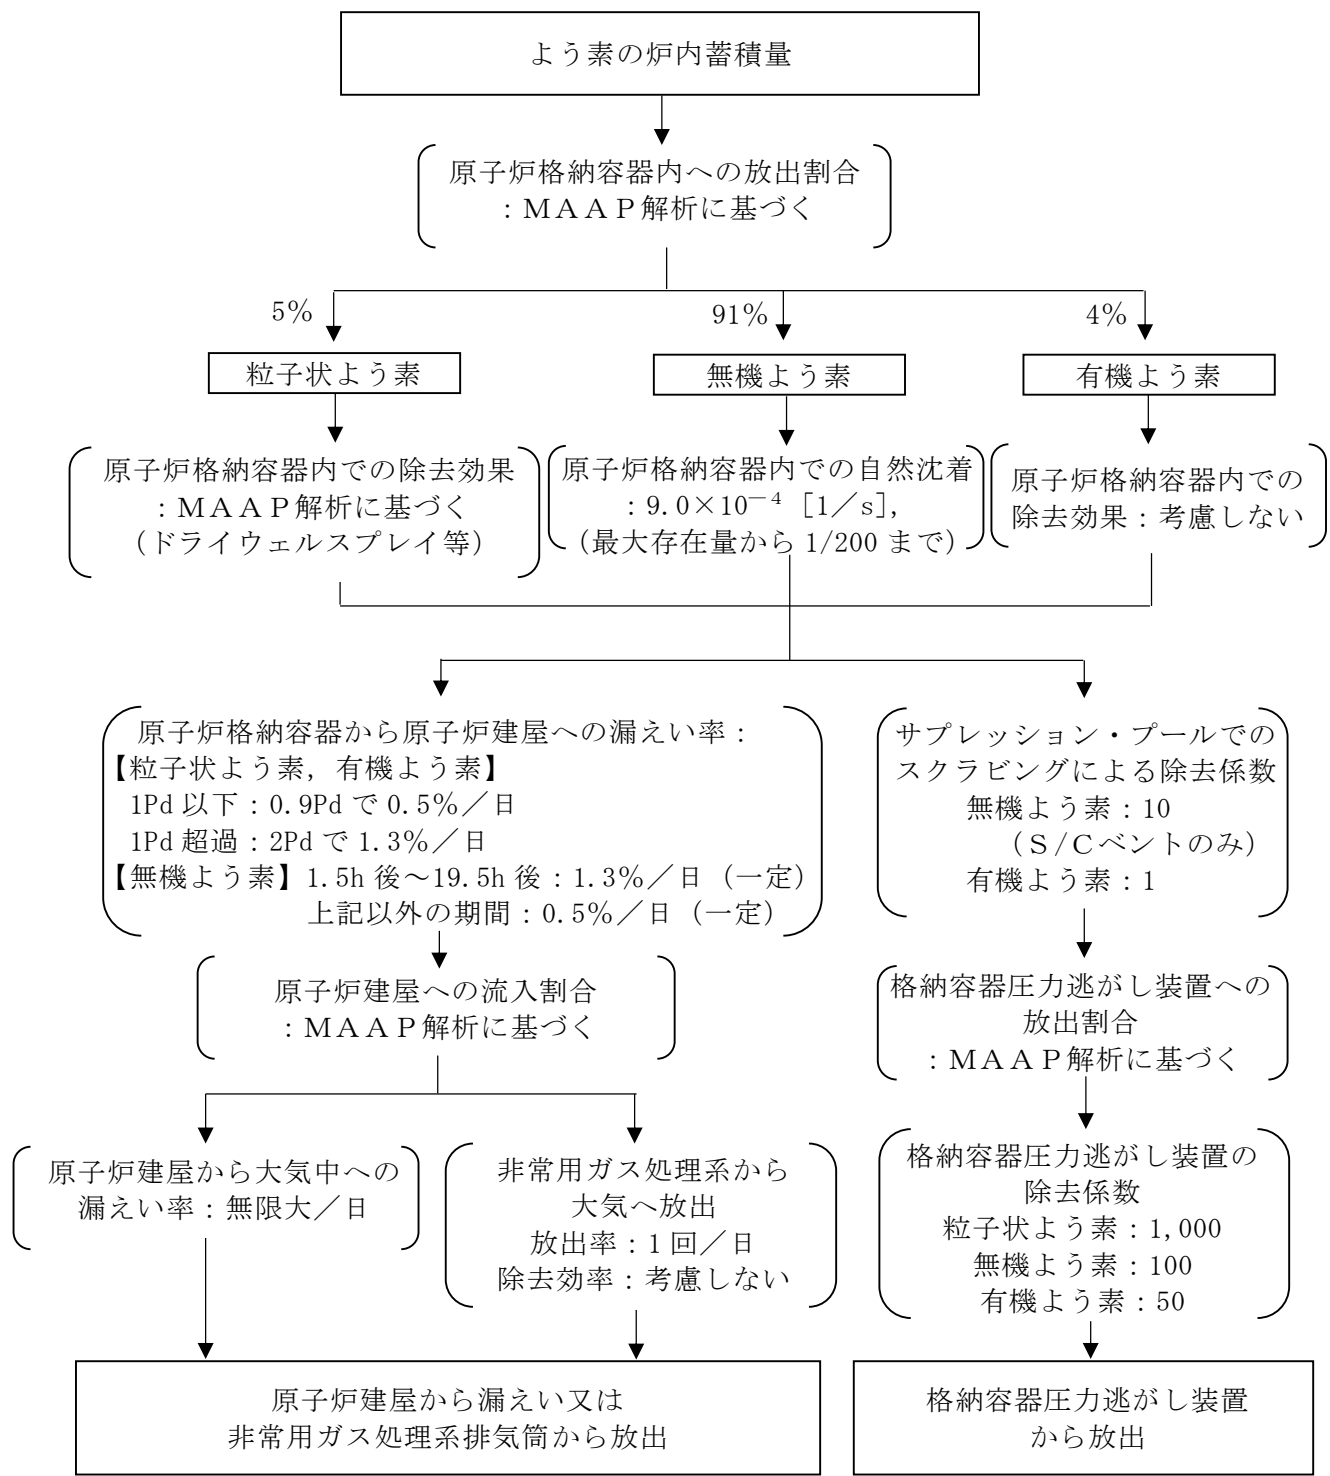 よう素の炉内蓄積量
原子炉格納容器内への放出割合
：ＭＡＡＰ解析に基づく
5％
91％
4％
粒子状よう素
無機よう素
有機よう素
原子炉格納容器内での除去効果
：ＭＡＡＰ解析に基づく
（ドライウェルスプレイ等）
原子炉格納容器内での自然沈着
：9.0×10⁻⁴［1／s],
（最大存在量から 1/200 まで）
原子炉格納容器内での
除去効果：考慮しない
原子炉格納容器から原子炉建屋への漏えい率：
【粒子状よう素，有機よう素】
1Pd 以下：0.9Pd で 0.5％／日
1Pd 超過：2Pd で 1.3％／日
【無機よう素】1.5h 後～19.5h 後：1.3％／日（一定）
上記以外の期間：0.5％／日（一定）
サプレッション・プールでの
スクラビングによる除去係数
無機よう素：10
（Ｓ/Ｃベントのみ）
有機よう素：1
原子炉建屋への流入割合
：ＭＡＡＰ解析に基づく
格納容器圧力逃がし装置への
放出割合
：ＭＡＡＰ解析に基づく
原子炉建屋から大気中への
漏えい率：無限大／日
非常用ガス処理系から
大気へ放出
放出率：1 回／日
除去効率：考慮しない
格納容器圧力逃がし装置の
除去係数
粒子状よう素：1,000
無機よう素：100
有機よう素：50
原子炉建屋から漏えい又は
非常用ガス処理系排気筒から放出
格納容器圧力逃がし装置
から放出